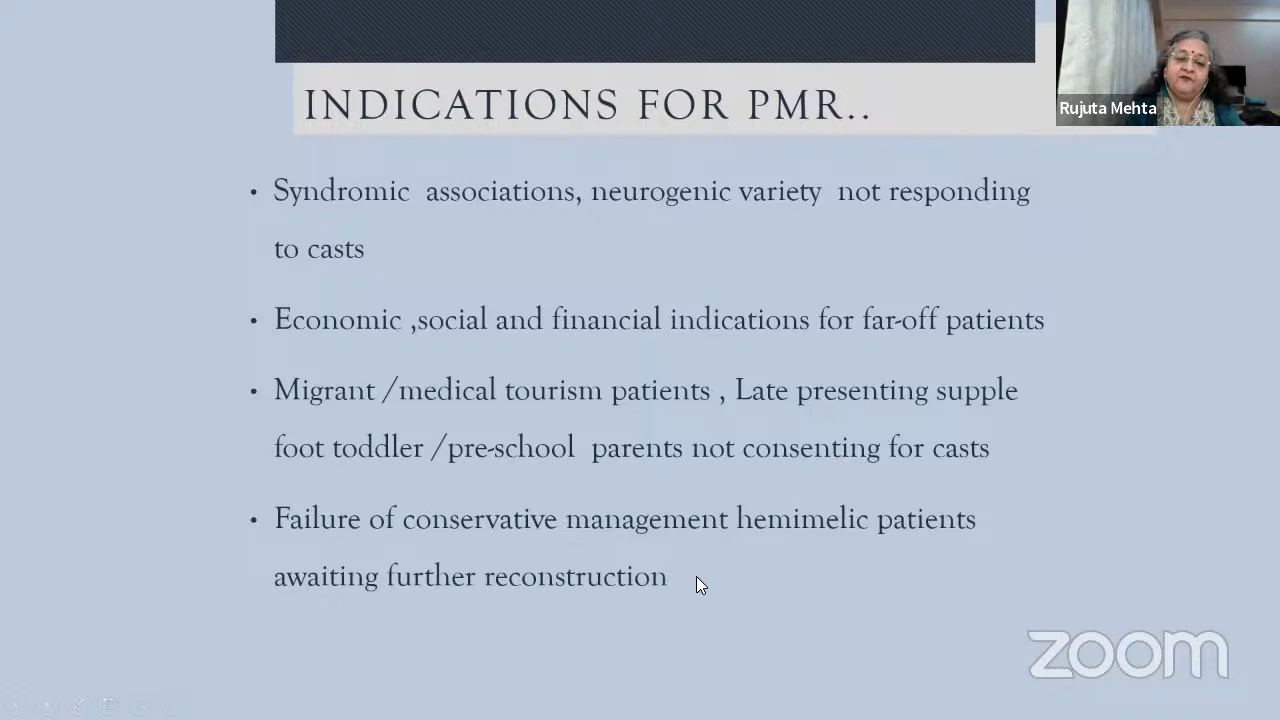 INDICATIONS FOR PMR..
Rujuta Mehta
• Syndromic associations, neurogenic variety not responding
to casts
• Economic ,social and financial indications for far-off patients
• Migrant /medical tourism patients , Late presenting supple
foot toddler /pre-school parents not consenting for casts
• Failure of conservative management hemimelic patients
awaiting further reconstruction
zoom